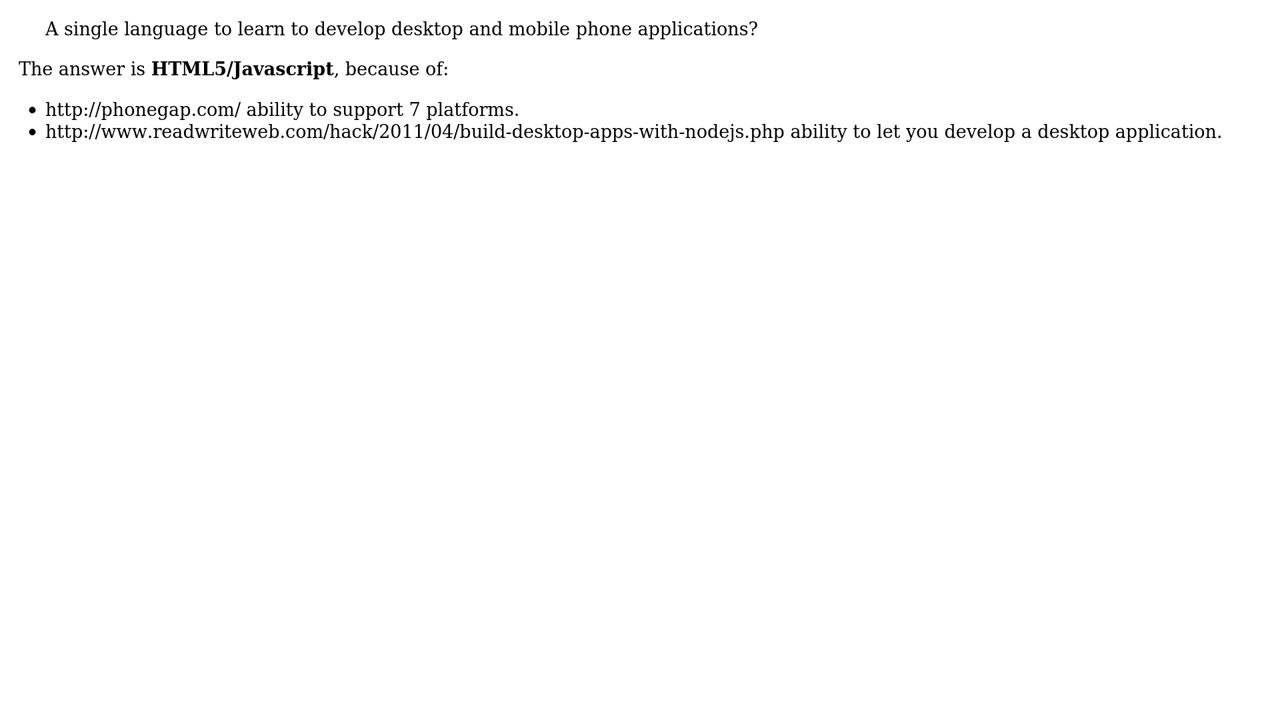 A single language to learn to develop desktop and mobile phone applications?
The answer is HTML5/Javascript, because of:
• http://phonegap.com/ ability to support 7 platforms.
• http://www.readwriteweb.com/hack/2011/04/build-desktop-apps-with-nodejs.php ability to let you develop a desktop application.